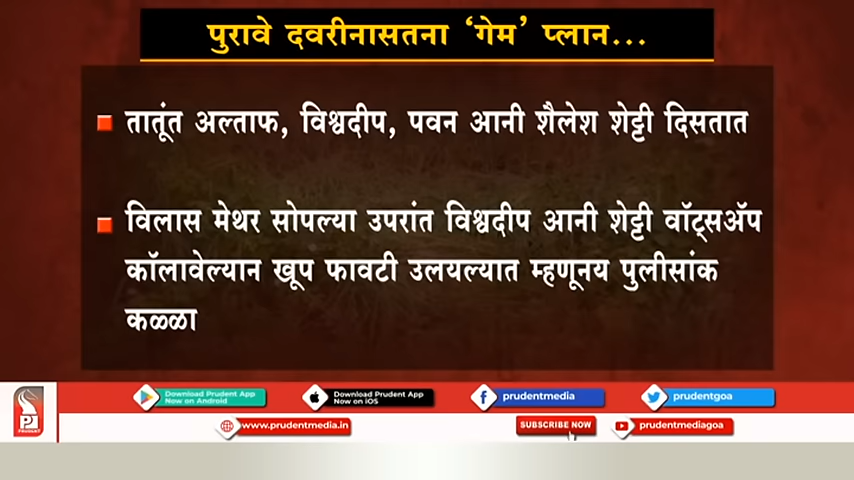 पुरावे दवरीनासतना ‘गेम’ प्लान...
तातूंत अल्ताफ, विश्वदीप, पवन आनी शैलेश शेट्टी दिसतात
विलास मेथर सोपल्या उपरांत विश्वदीप आनी शेट्टी वॉट्सॲप
कॉलावेल्यान खूप फावटी उलयल्यात म्हणूनय पुलीसांक
कळ्ळा
Download Prudent App
Now on Android
Download Prudent App
Now on iOS
prudentmedia
prudentgoa
PRUDENT
www.prudentmedia.in
SUBSCRIBE NOW
prudentmediagoa